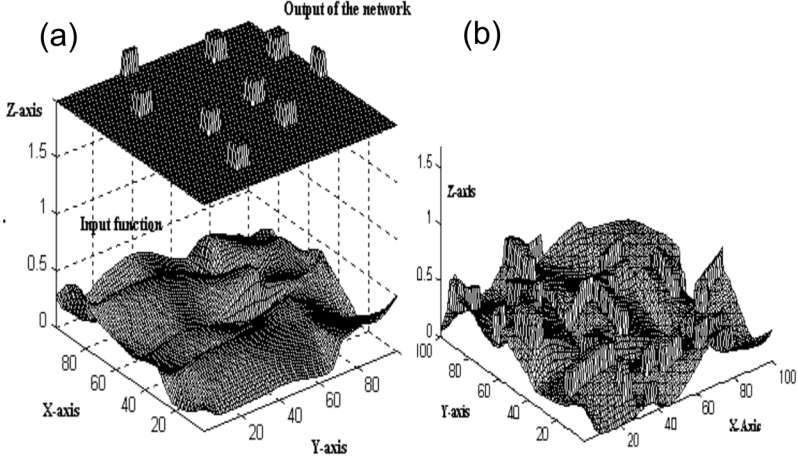 (a)
Output of the network
(b)
Z-axis
1.5
1
0.5
0
Input function
80
60
40
20
X-axis
20
40
60
80
Y-axis
1.5
Z-axis
1
0.5
0
100
80
60
40
20
Y-axis
20
40
60
80
100
X-Axis